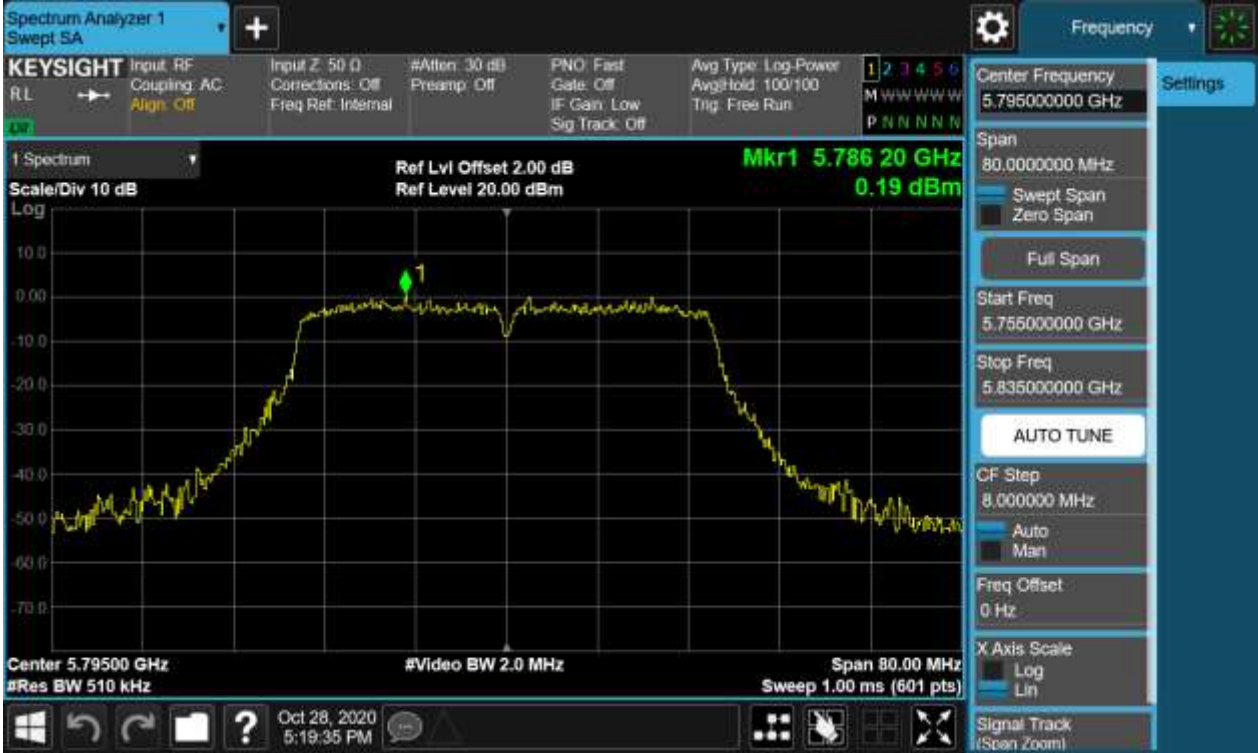 Spectrum Analyzer 1
Swept SA
Frequency
KEYSIGHT
RL
Input: RF
Coupling: AC
Align: Off
Input Z: 50 Ω
Corrections: Off
Freq Ref: Internal
#Atten: 30 dB
Preamp: Off
PNO: Fast
Gate: Off
IF Gain: Low
Sig Track: Off
Avg Type: Log-Power
Avg|Hold: 100/100
Trig: Free Run
1 2 3 4 5 6
M W W W W W
P N N N N N
Settings
Center Frequency
5.795000000 GHz
Span
80.0000000 MHz
Swept Span
Zero Span
Full Span
Start Freq
5.755000000 GHz
Stop Freq
5.835000000 GHz
AUTO TUNE
CF Step
8.000000 MHz
Auto
Man
Freq Offset
0 Hz
X Axis Scale
Log
Lin
Signal Track
(Span Zoom)
1 Spectrum
Scale/Div 10 dB
Log
Ref Lvl Offset 2.00 dB
Ref Level 20.00 dBm
Mkr1 5.786 20 GHz
0.19 dBm
1
10.0
0.00
-10.0
-20.0
-30.0
-40.0
-50.0
-60.0
-70.0
Center 5.79500 GHz
#Res BW 510 kHz
#Video BW 2.0 MHz
Span 80.00 MHz
Sweep 1.00 ms (601 pts)
?
Oct 28, 2020
5:19:35 PM